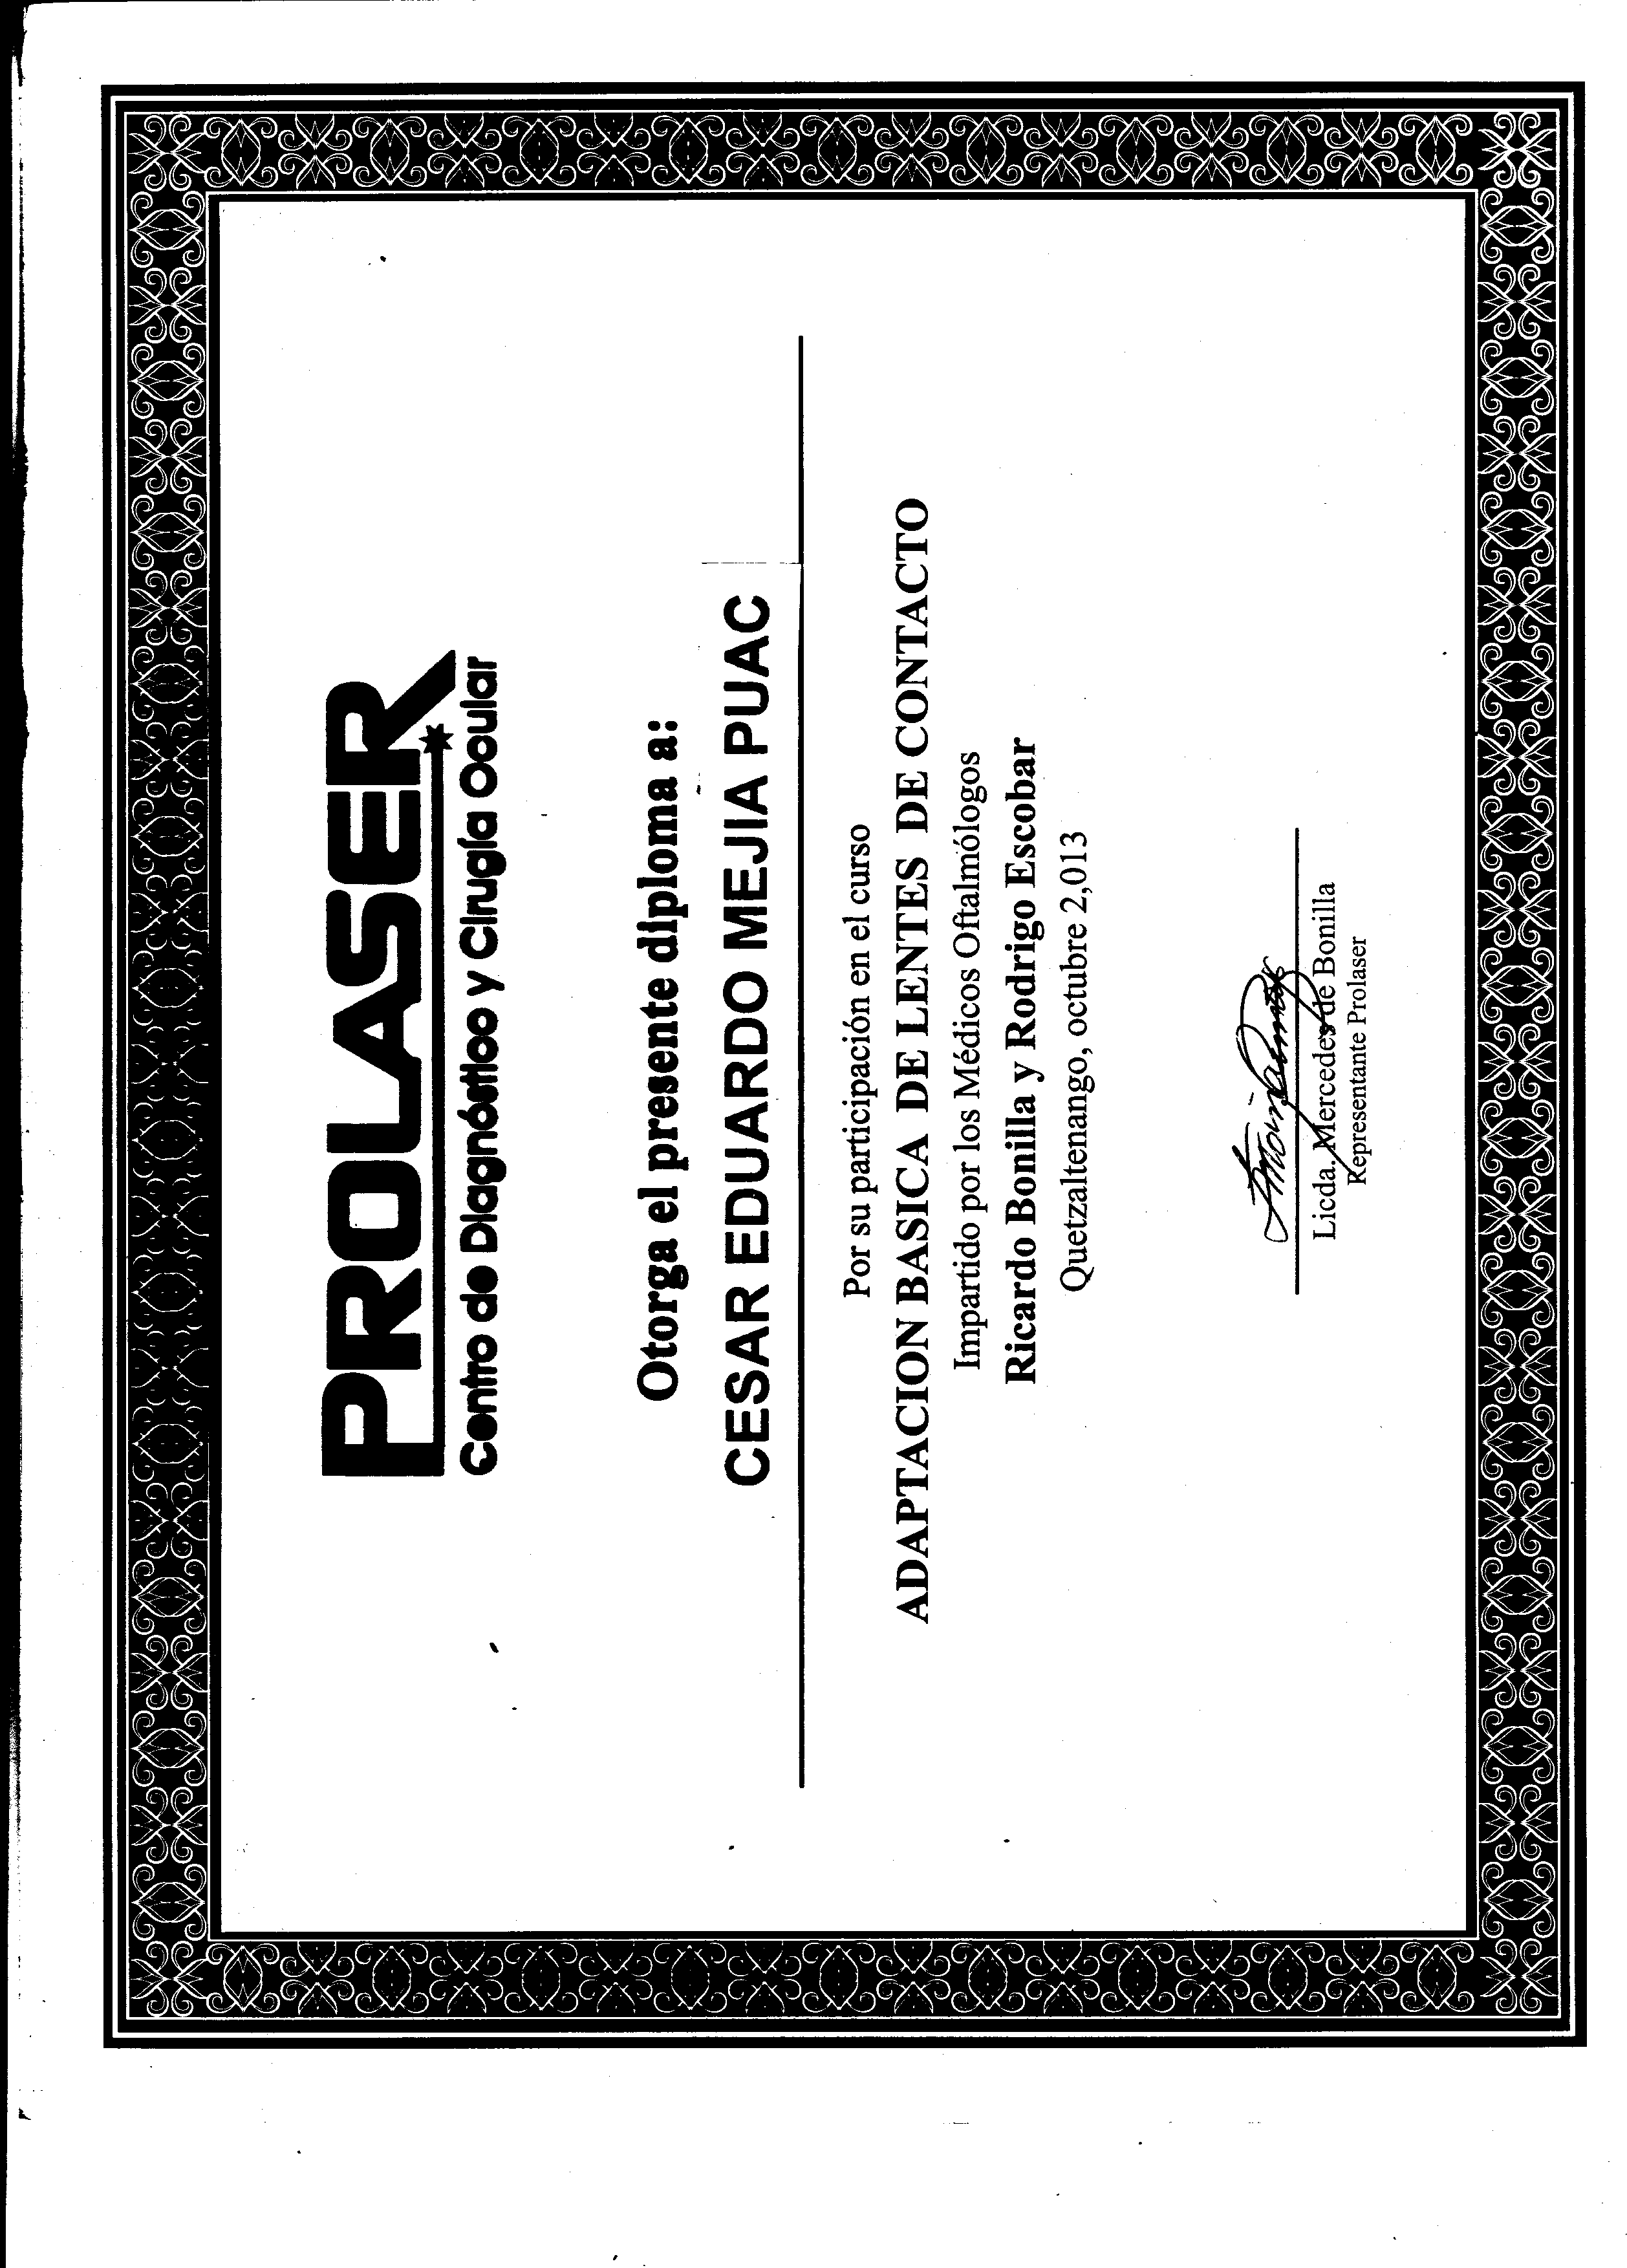 PROLASER
Centro de Diagnóstico y Cirugía Ocular
Otorga el presente diploma a:
CESAR EDUARDO MEJIA PUAC
Por su participación en el curso
ADAPTACION BASICA DE LENTES DE CONTACTO
Impartido por los Médicos Oftalmólogos
Ricardo Bonilla y Rodrigo Escobar
Quetzaltenango, octubre 2,013
Licda. Mercedes de Bonilla
Representante Prolaser